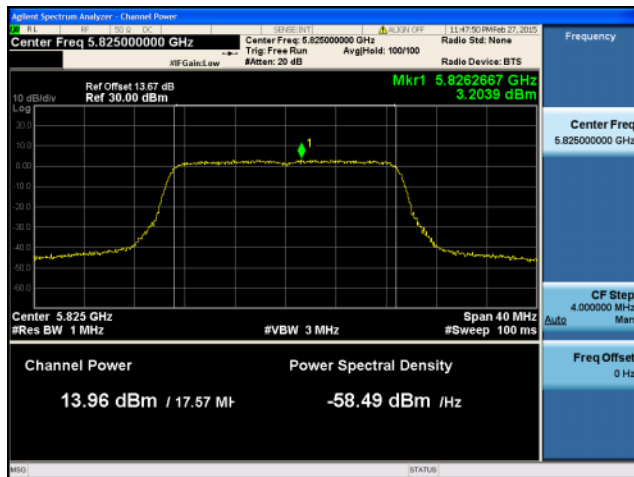 Agilent Spectrum Analyzer - Channel Power
RL RF 50 Ω DC SENSE:INT ALIGN OFF 11:47:50 PM Feb 27, 2015
Center Freq 5.825000000 GHz
Center Freq: 5.825000000 GHz
Radio Std: None
Trig: Free Run Avg|Hold: 100/100
#IFGain:Low #Atten: 20 dB Radio Device: BTS
Frequency
Mkr1 5.8262667 GHz
3.2039 dBm
Ref Offset 13.67 dB
10 dB/div Ref 30.00 dBm
Log
20.0
10.0
0.00
-10.0
-20.0
-30.0
-40.0
-50.0
-60.0
1
Center Freq
5.825000000 GHz
Center 5.825 GHz Span 40 MHz
#Res BW 1 MHz #VBW 3 MHz #Sweep 100 ms
CF Step
4.000000 MHz
Auto Man
Channel Power Power Spectral Density
13.96 dBm / 17.57 MH -58.49 dBm /Hz
Freq Offset
0 Hz
MSG STATUS